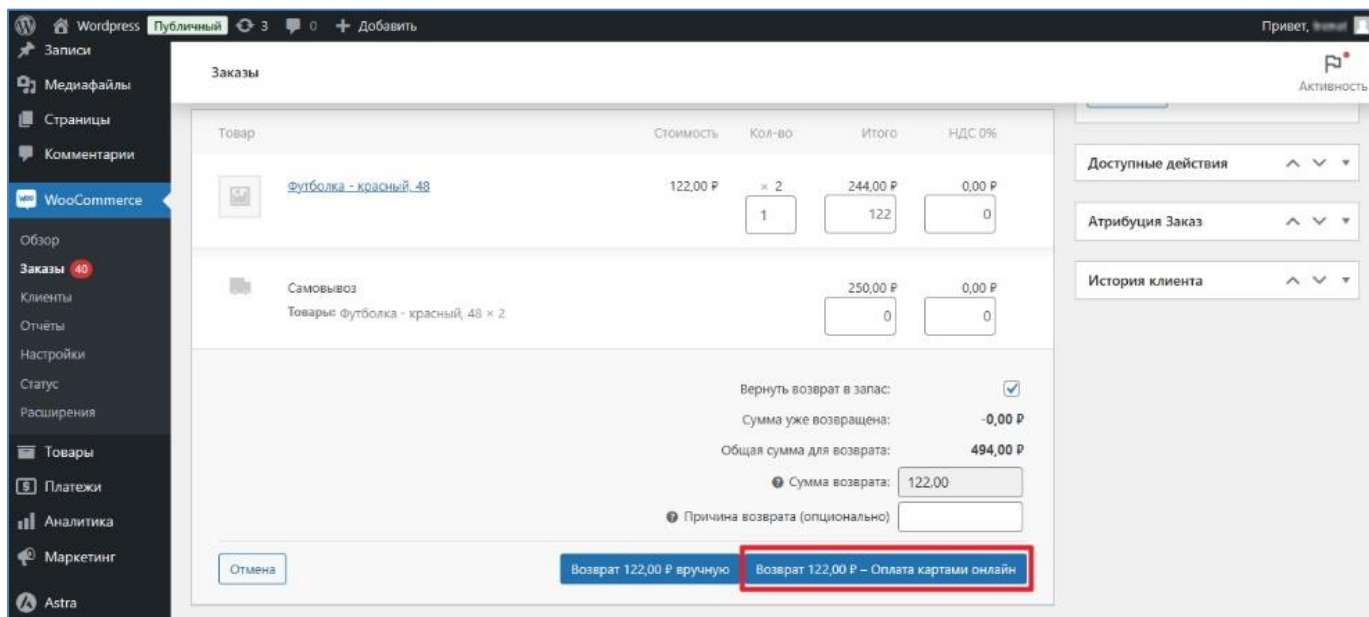 Wordpress Публичный 3 0 + Добавить Привет,
Записи
Медиафайлы
Страницы
Комментарии
WooCommerce
Обзор
Заказы 40
Клиенты
Отчёты
Настройки
Статус
Расширения
Товары
Платежи
Аналитика
Маркетинг
Astra
Заказы
Активность
Товар Стоимость Кол-во Итого НДС 0%
Футболка - красный, 48 122,00 ₽ × 2 244,00 ₽ 0,00 ₽
1 122 0
Самовывоз 250,00 ₽ 0,00 ₽
Товары: Футболка - красный, 48 × 2 0 0
Вернуть возврат в запас:
Сумма уже возвращена: -0,00 ₽
Общая сумма для возврата: 494,00 ₽
Сумма возврата: 122,00
Причина возврата (опционально)
Отмена Возврат 122,00 ₽ вручную Возврат 122,00 ₽ – Оплата картами онлайн
Доступные действия
Атрибуция Заказ
История клиента